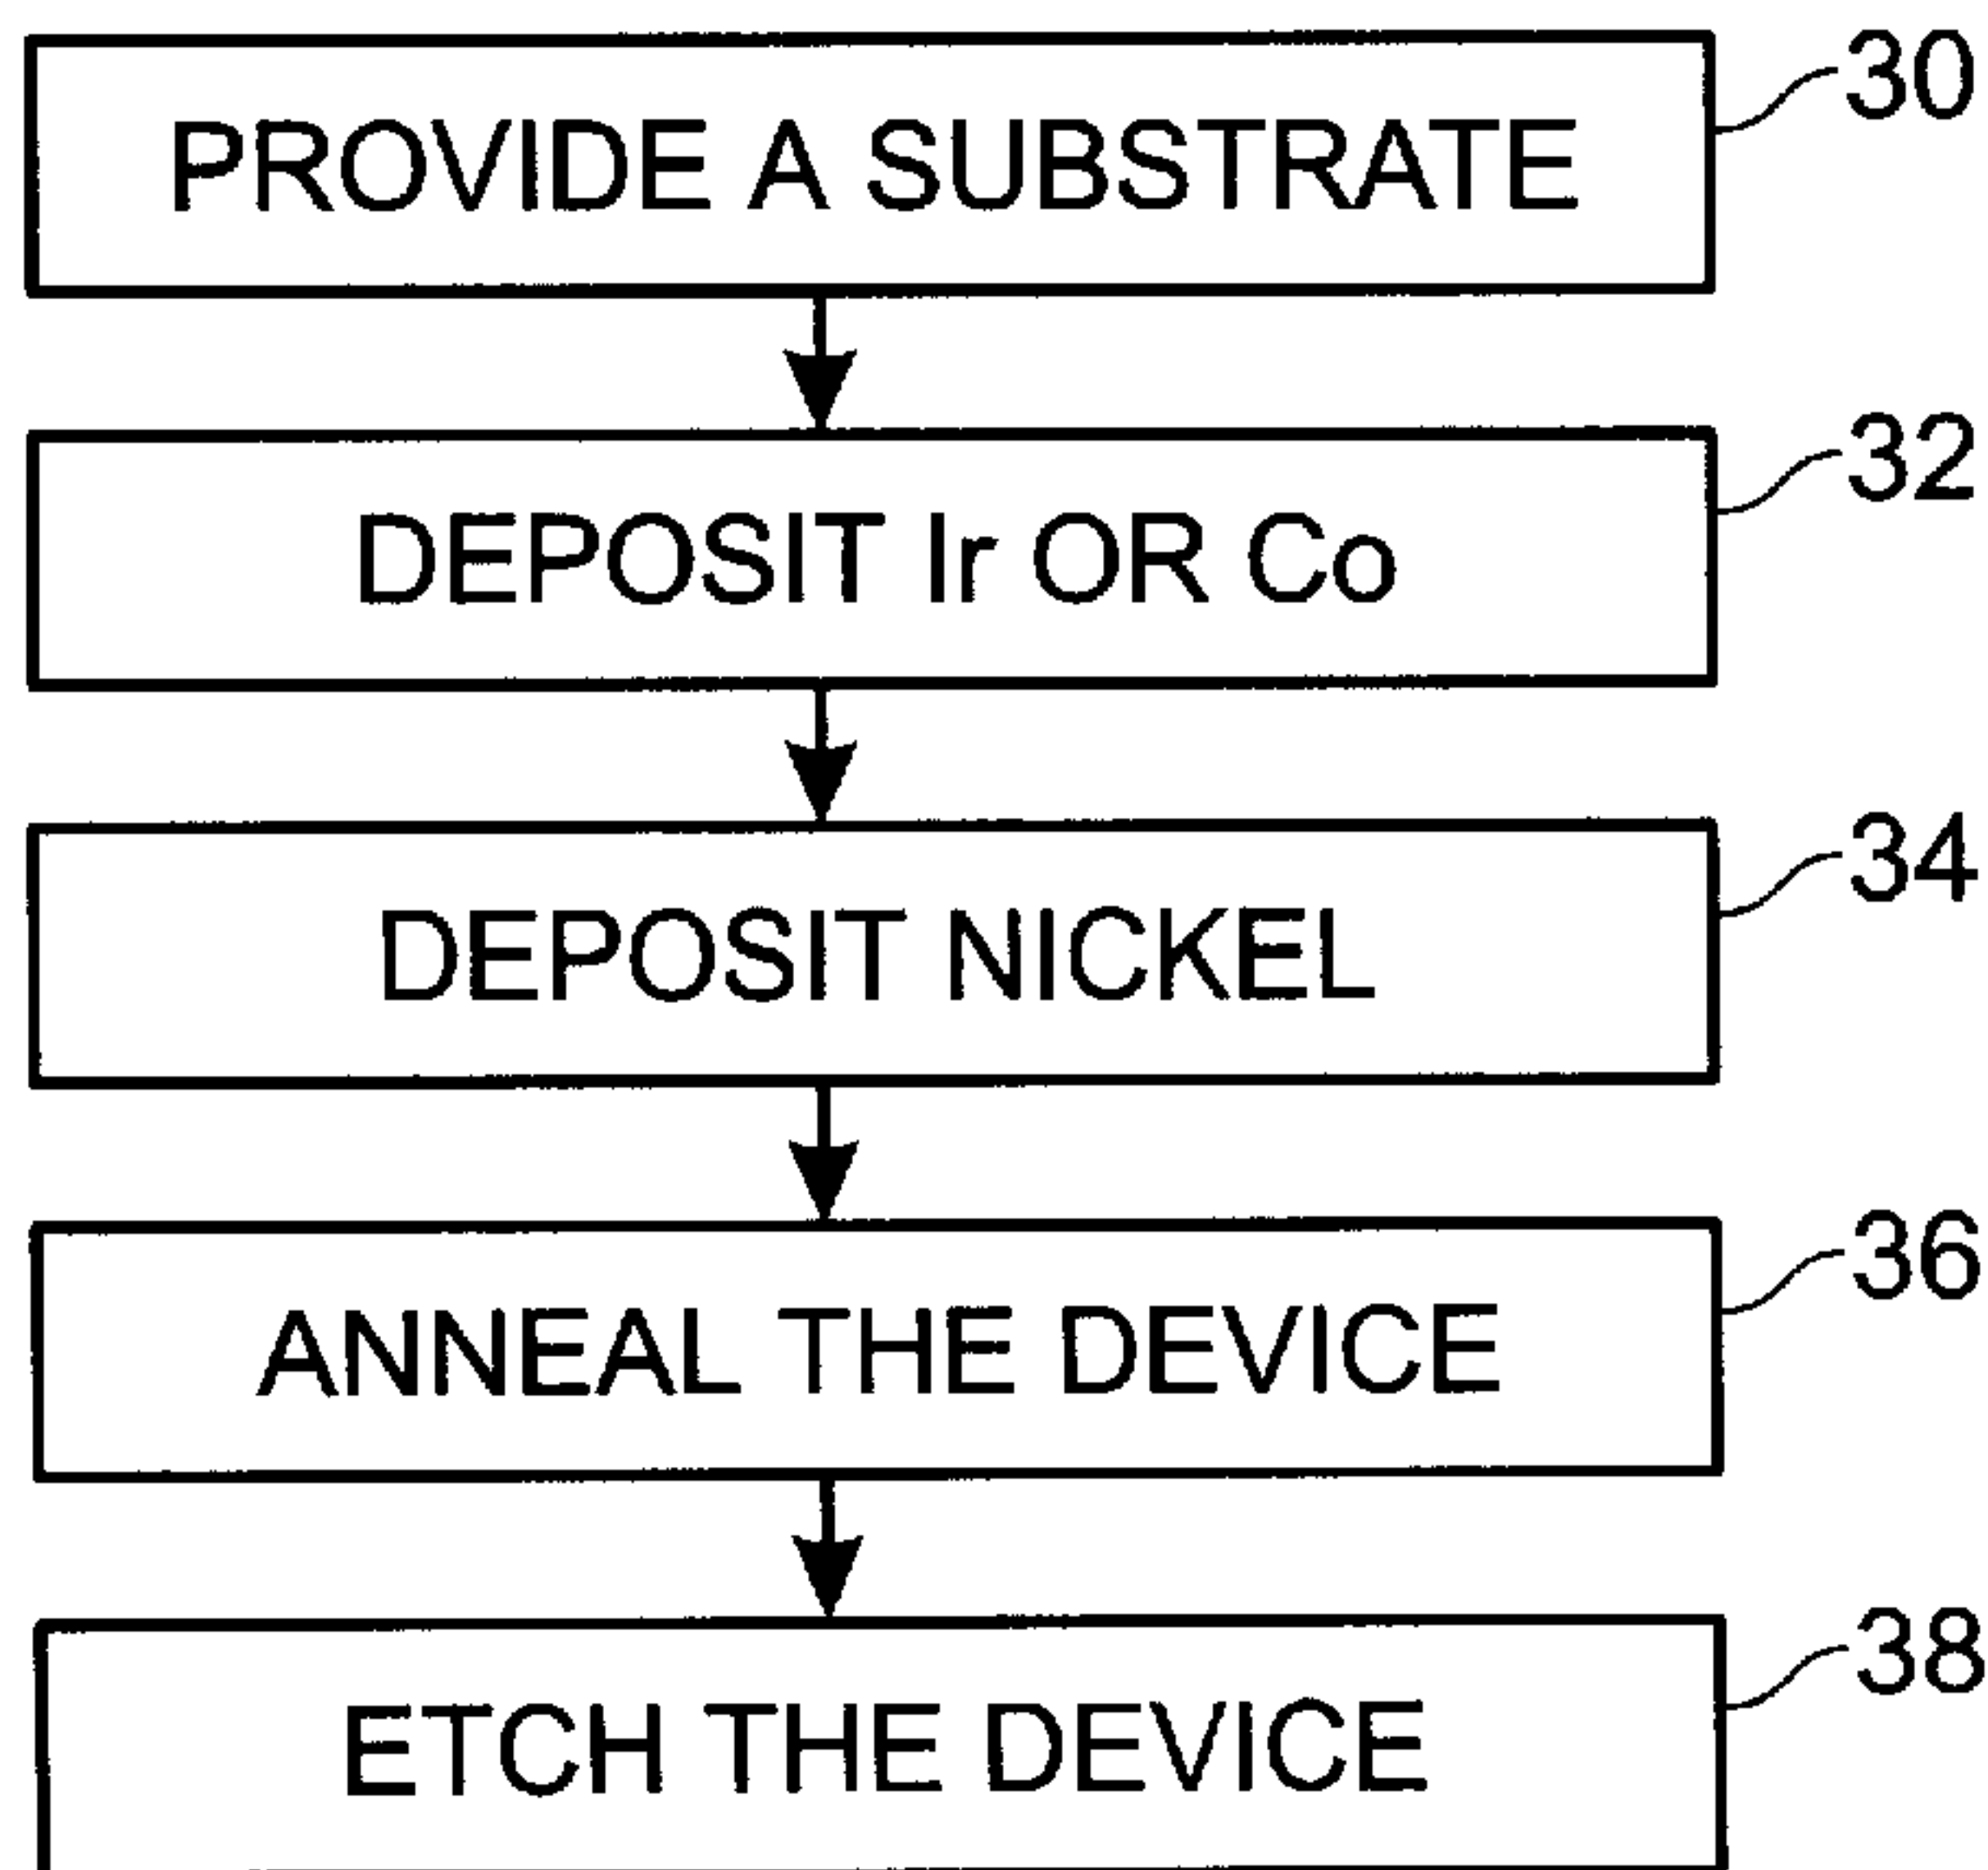 PROVIDE A SUBSTRATE
30
DEPOSIT Ir OR Co
32
DEPOSIT NICKEL
34
ANNEAL THE DEVICE
36
ETCH THE DEVICE
38